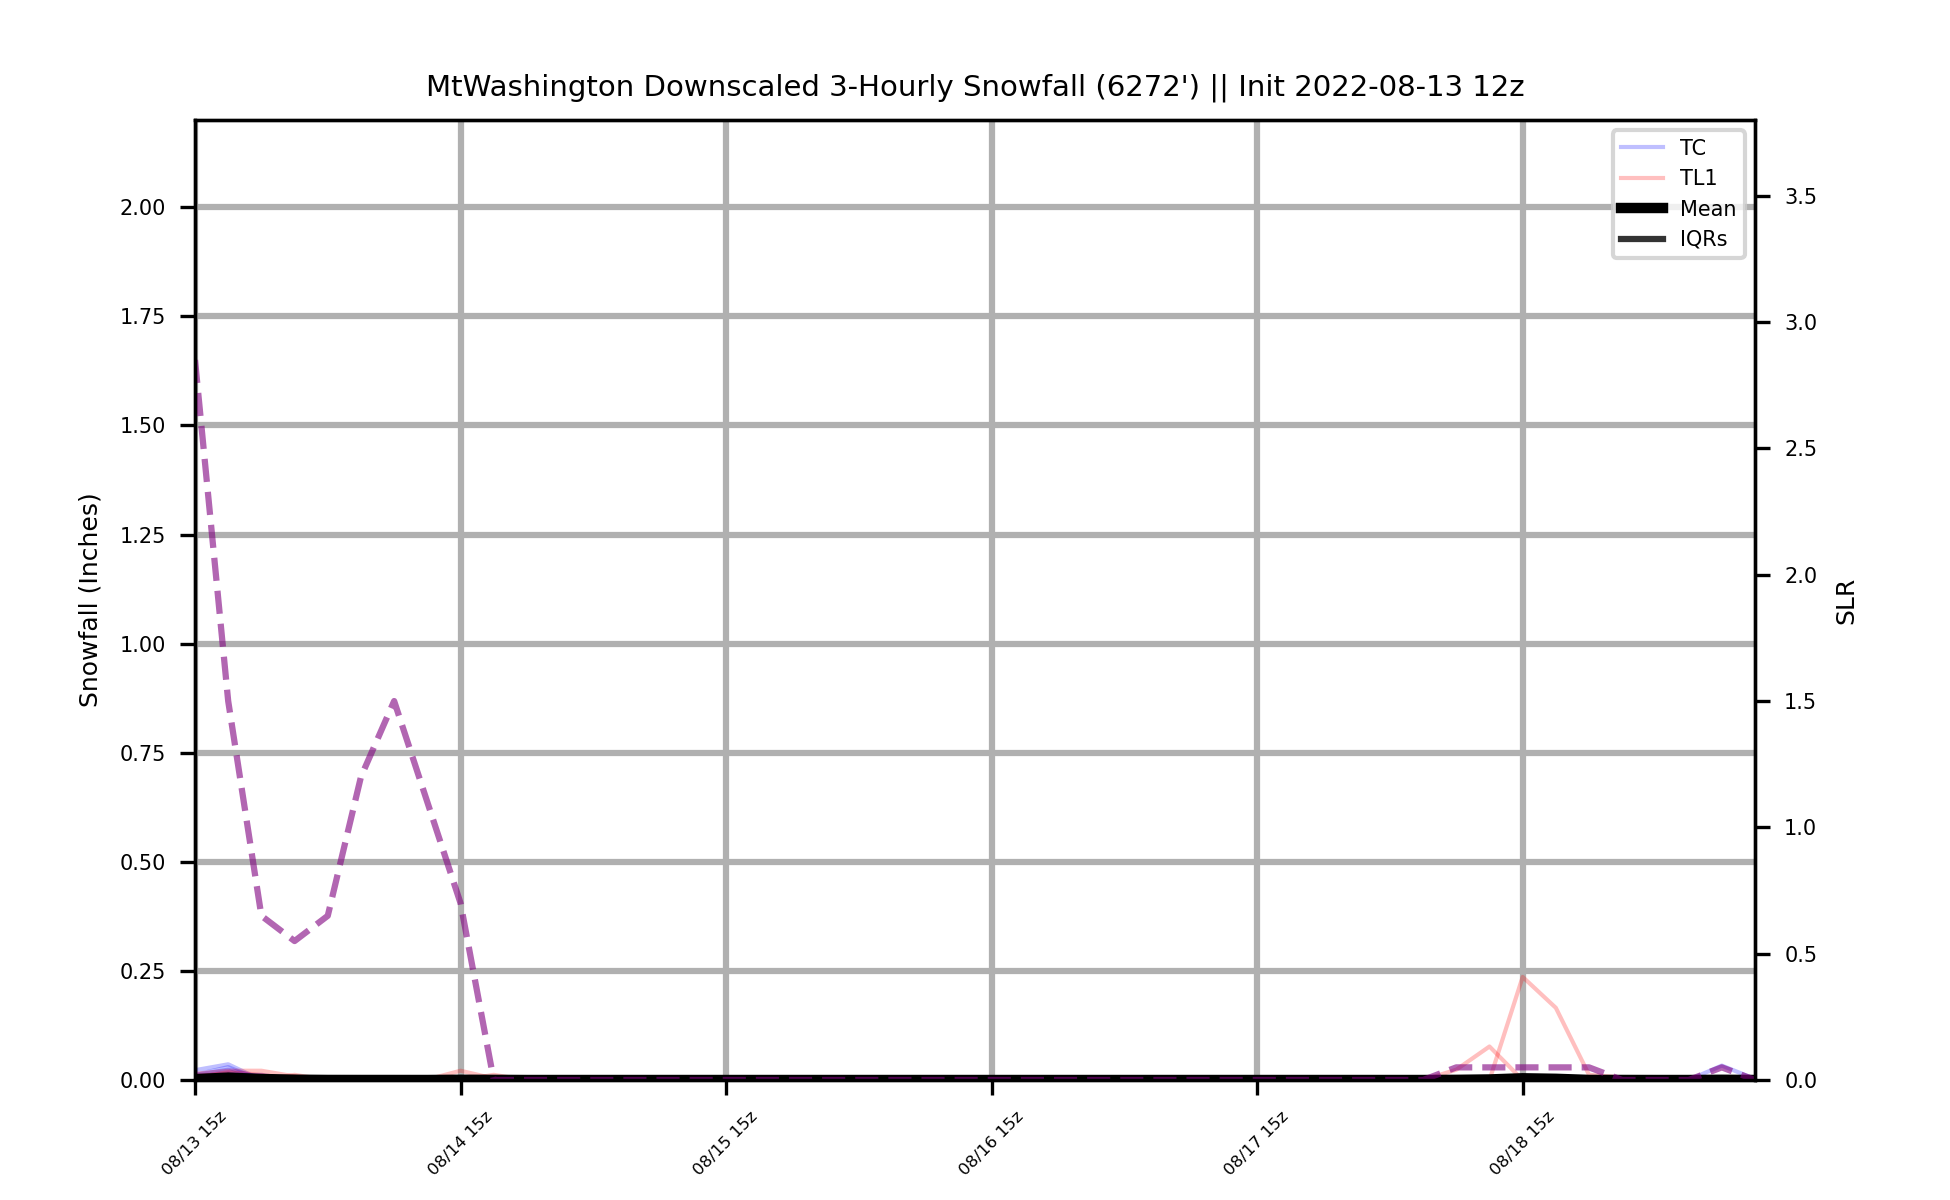 MtWashington Downscaled 3-Hourly Snowfall (6272') || Init 2022-08-13 12z
TC
TL1
Mean
IQRs
Snowfall (Inches)
2.00
1.75
1.50
1.25
1.00
0.75
0.50
0.25
0.00
3.5
3.0
2.5
2.0
1.5
1.0
0.5
0.0
SLR
08/13 15z
08/14 15z
08/15 15z
08/16 15z
08/17 15z
08/18 15z